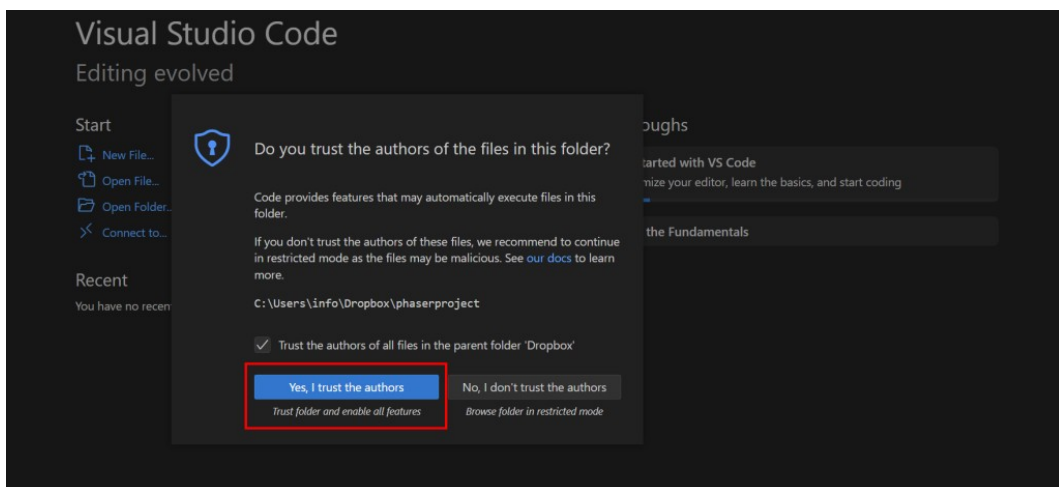 Visual Studio Code
Editing evolved
Start
New File...
Open File...
Open Folder...
Connect to...
Recent
You have no recen
Do you trust the authors of the files in this folder?
Code provides features that may automatically execute files in this
folder.
If you don't trust the authors of these files, we recommend to continue
in restricted mode as the files may be malicious. See our docs to learn
more.
C:\Users\info\Dropbox\phaserproject
Trust the authors of all files in the parent folder 'Dropbox'
Yes, I trust the authors
Trust folder and enable all features
No, I don't trust the authors
Browse folder in restricted mode
oughs
tarted with VS Code
mize your editor, learn the basics, and start coding
the Fundamentals